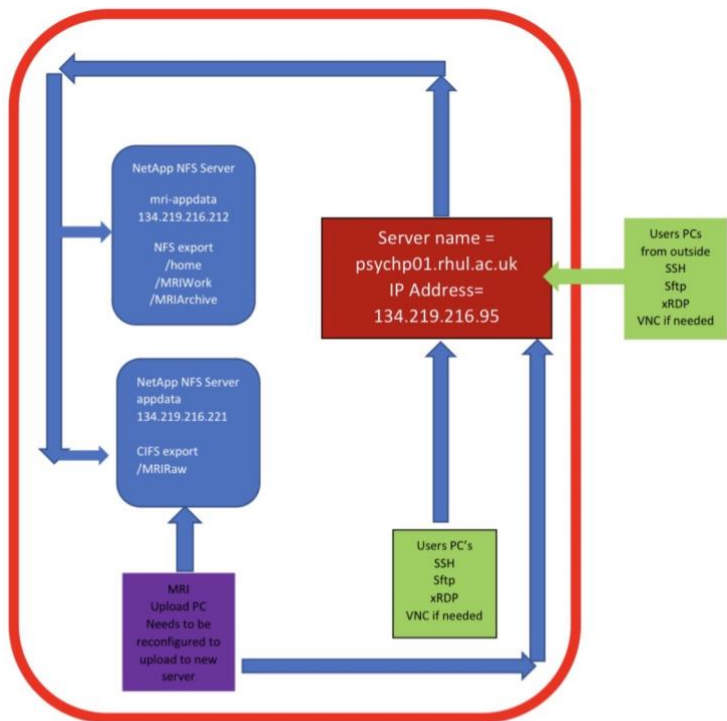 NetApp NFS Server
mri-appdata
134.219.216.212
NFS export
/home
/MRIWork
/MRIArchive
Server name =
psychp01.rhul.ac.uk
IP Address=
134.219.216.95
Users PCs
from outside
SSH
Sftp
xRDP
VNC if needed
NetApp NFS Server
appdata
134.219.216.221
CIFS export
/MRIRaw
Users PC's
SSH
Sftp
xRDP
VNC if needed
MRI
Upload PC
Needs to be
reconfigured to
upload to new
server